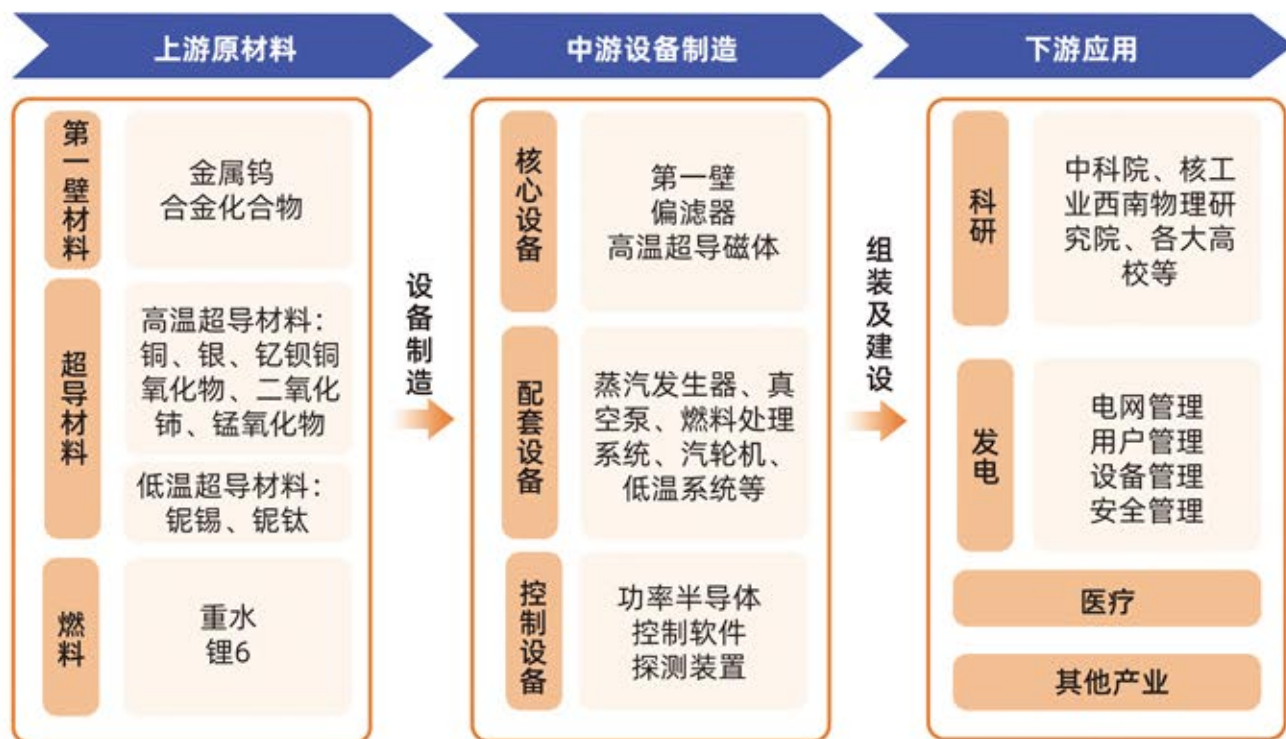 上游原材料
中游设备制造
下游应用
第一壁材料
金属钨
合金化合物
超导材料
高温超导材料：
铜、银、钇钡铜
氧化物、二氧化
铈、锰氧化物
低温超导材料：
铌锡、铌钛
燃料
重水
锂6
设备制造
核心设备
第一壁
偏滤器
高温超导磁体
配套设备
蒸汽发生器、真
空泵、燃料处理
系统、汽轮机、
低温系统等
控制设备
功率半导体
控制软件
探测装置
组装及建设
科研
中科院、核工
业西南物理研
究院、各大高
校等
发电
电网管理
用户管理
设备管理
安全管理
医疗
其他产业